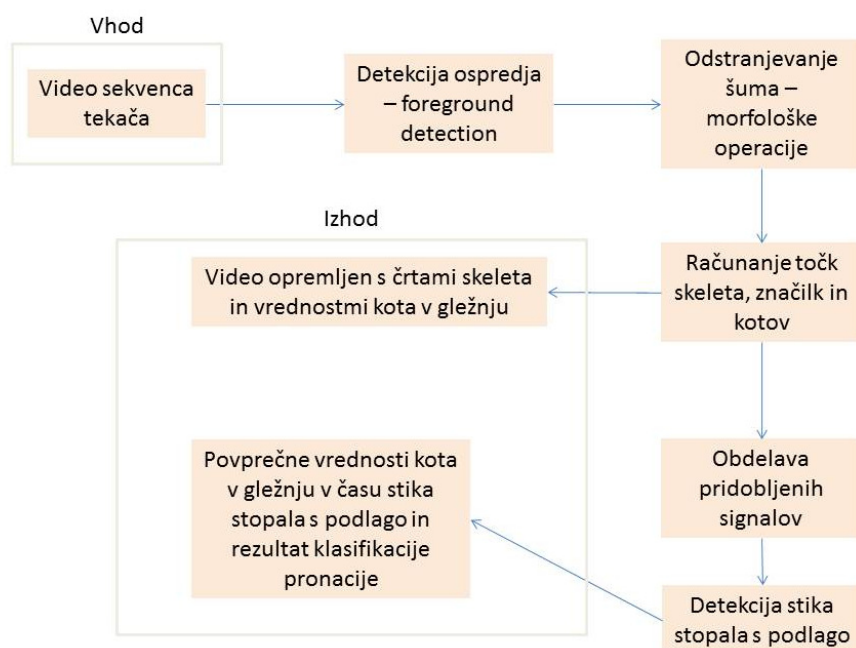 Vhod
Video sekvenca
tekača
Detekcija ospredja
– foreground
detection
Odstranjevanje
šuma –
morfološke
operacije
Izhod
Video opremljen s črtami skeleta
in vrednostmi kota v gležnju
Računanje točk
skeleta, značilk in
kotov
Povprečne vrednosti kota
v gležnju v času stika
stopala s podlago in
rezultat klasifikacije
pronacije
Obdelava
pridobljenih
signalov
Detekcija stika
stopala s podlago